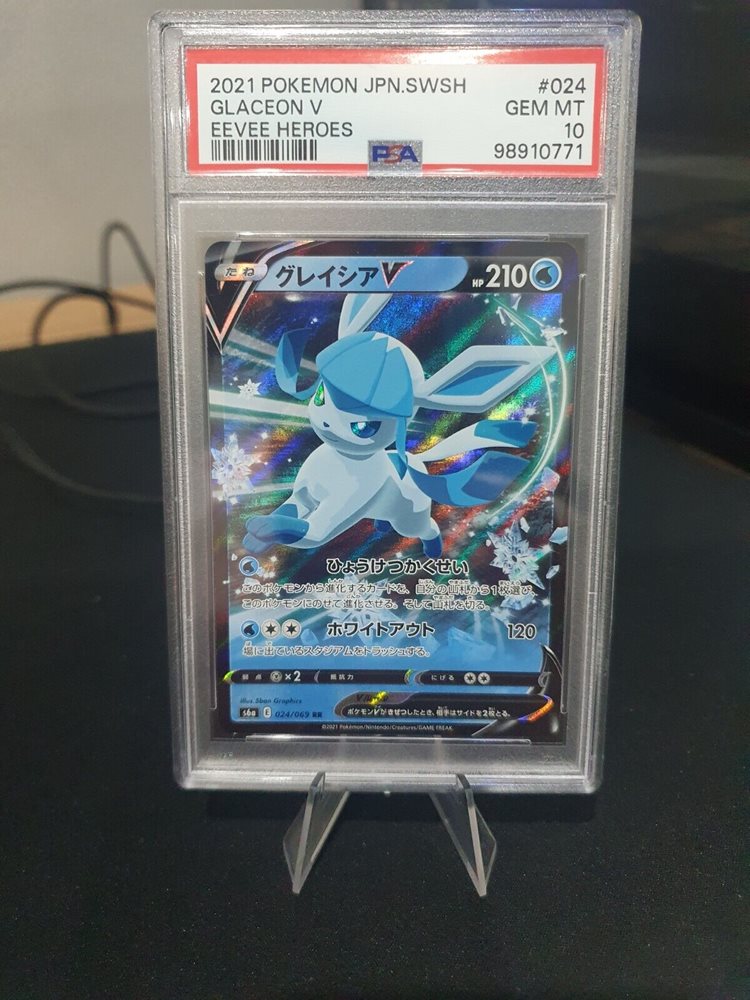 2021 POKEMON JPN.SWSH #024
GLACEON V GEM MT
EEVEE HEROES 10
PSA 98910771
たね グレイシアV HP 210
ひょうけつかくせい
このポケモンから進化するカードを、自分の山札から1枚選び、
このポケモンにのせて進化させる。そして山札を切る。
ホワイトアウト 120
場に出ているスタジアムをトラッシュする。
弱点 ×2 抵抗力 にげる
illus. 5ban Graphics
Vルール
s6a E 024/069 RR ポケモンVがきぜつしたとき、相手はサイドを2枚とる。
©2021 Pokémon/Nintendo/Creatures/GAME FREAK.